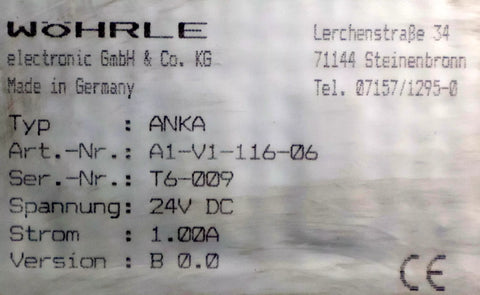 WÖHRLE
electronic GmbH & Co. KG
Made in Germany
Lerchenstraße 34
71144 Steinenbronn
Tel. 07157/1295-0
Typ : ANKA
Art.-Nr.: A1-V1-116-06
Ser.-Nr.: T6-009
Spannung: 24V DC
Strom : 1.00A
Version : B 0.0
CE